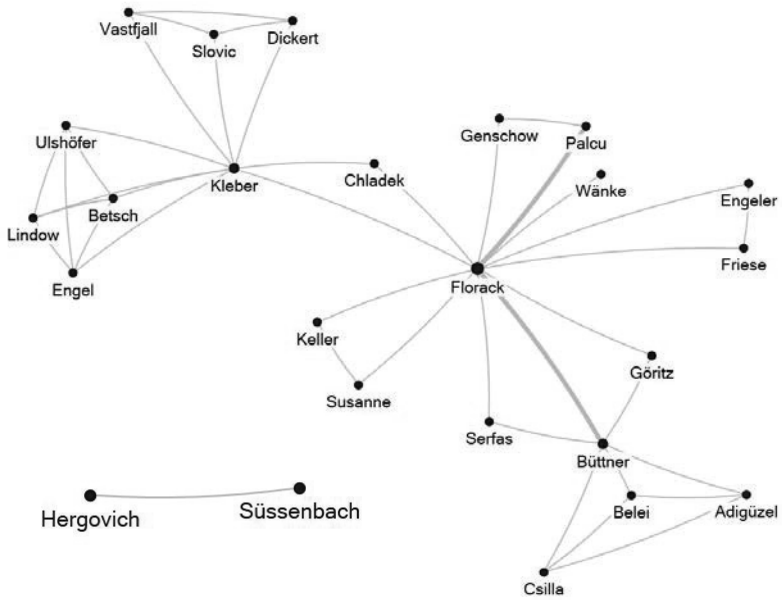 Vastfjall
Slovic
Dickert
Ulshöfer
Kleber
Chladek
Genschow
Palcu
Wänke
Engeler
Lindow
Betsch
Engel
Friese
Florack
Keller
Susanne
Göritz
Serfas
Büttner
Hergovich
Süssenbach
Belei
Adigüzel
Csilla